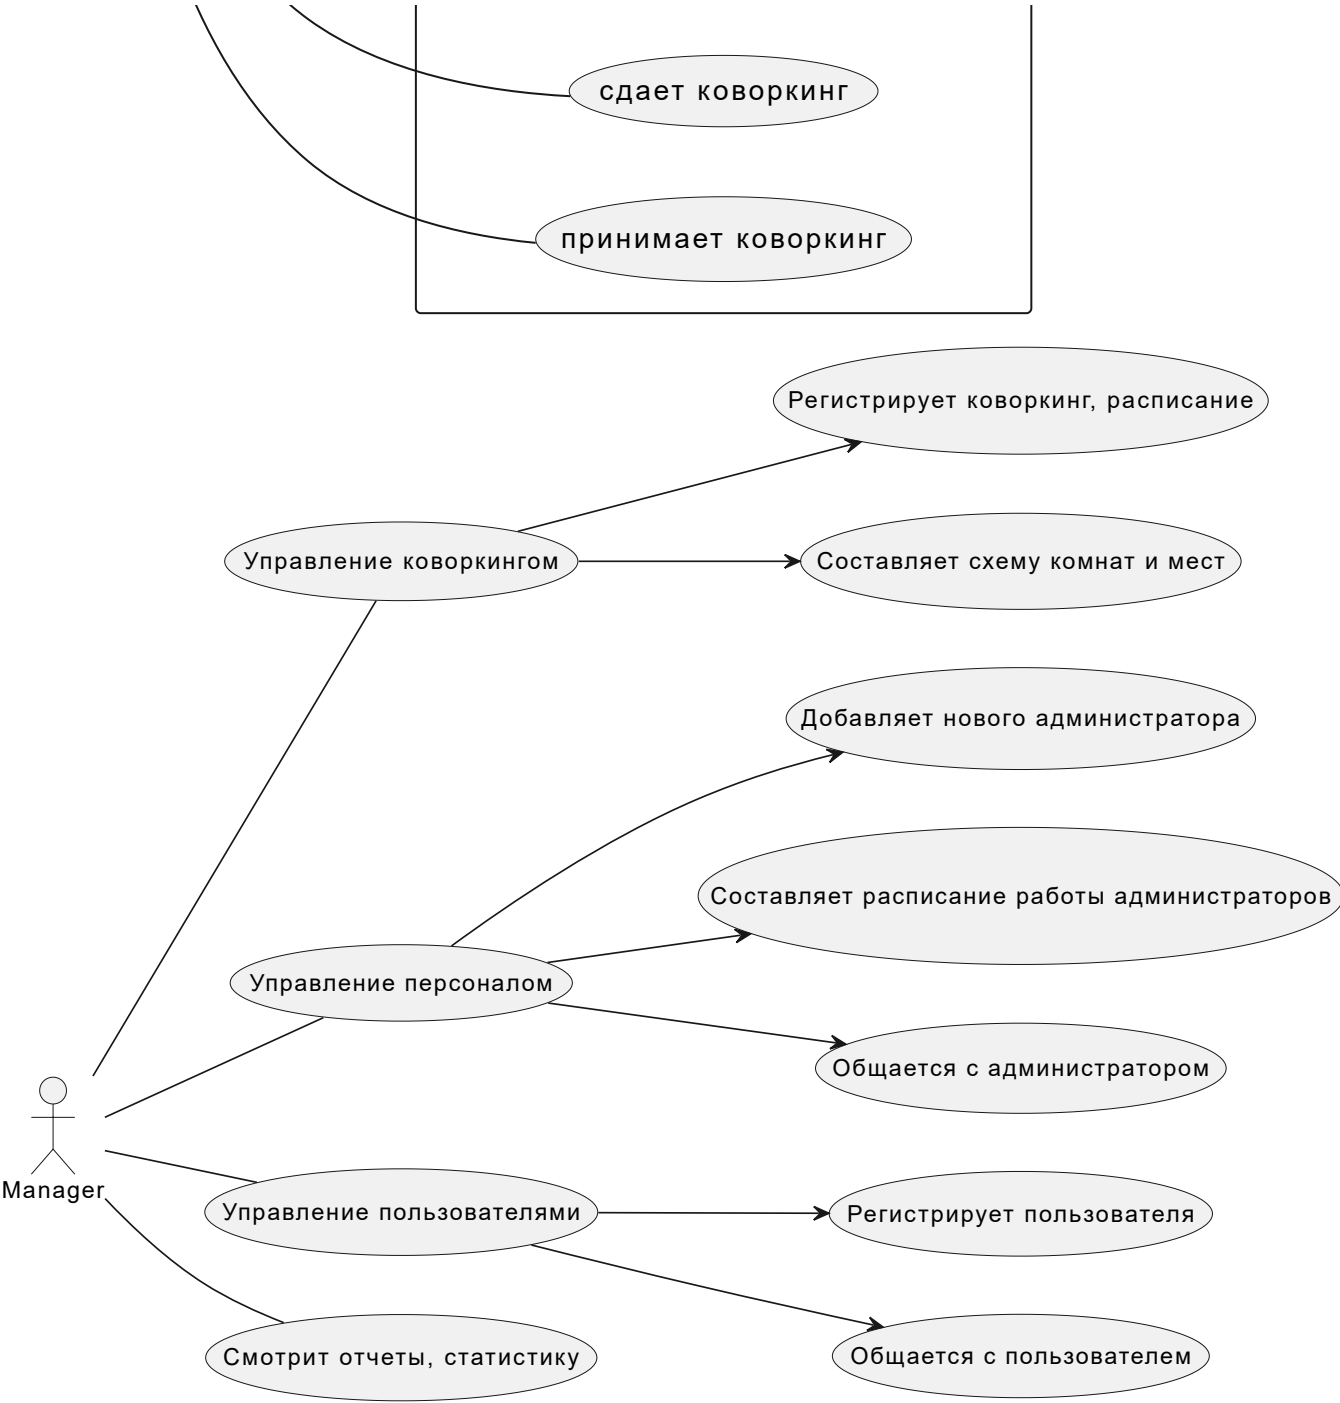 сдает коворкинг
принимает коворкинг
Регистрирует коворкинг, расписание
Управление коворкингом
Составляет схему комнат и мест
Добавляет нового администратора
Составляет расписание работы администраторов
Управление персоналом
Общается с администратором
Manager
Управление пользователями
Регистрирует пользователя
Смотрит отчеты, статистику
Общается с пользователем